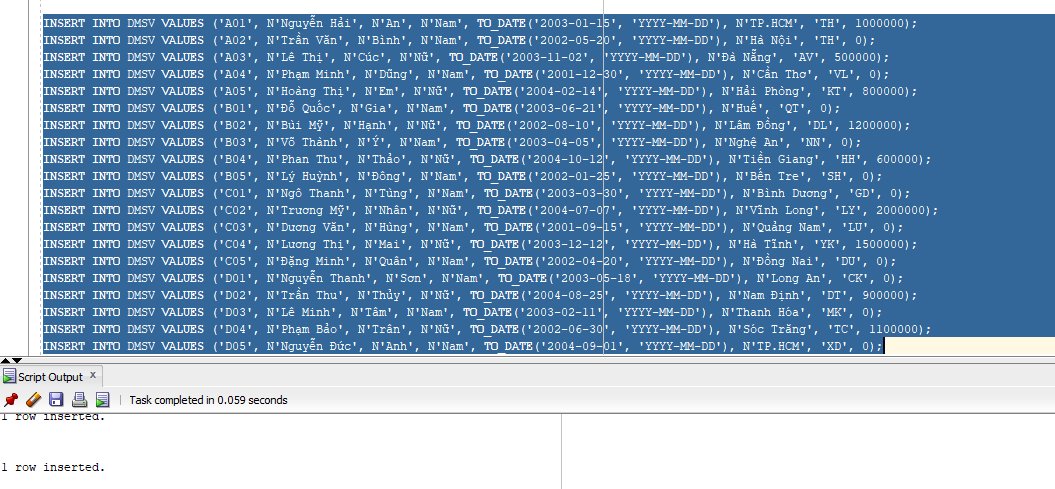 INSERT INTO DMSV VALUES ('A01', N'Nguyễn Hải', N'An', N'Nam', TO_DATE('2003-01-15', 'YYYY-MM-DD'), N'TP.HCM', 'TH', 1000000);
INSERT INTO DMSV VALUES ('A02', N'Trần Văn', N'Bình', N'Nam', TO_DATE('2002-05-20', 'YYYY-MM-DD'), N'Hà Nội', 'TH', 0);
INSERT INTO DMSV VALUES ('A03', N'Lê Thị', N'Cúc', N'Nữ', TO_DATE('2003-11-02', 'YYYY-MM-DD'), N'Đà Nẵng', 'AV', 500000);
INSERT INTO DMSV VALUES ('A04', N'Phạm Minh', N'Dũng', N'Nam', TO_DATE('2001-12-30', 'YYYY-MM-DD'), N'Cần Thơ', 'VL', 0);
INSERT INTO DMSV VALUES ('A05', N'Hoàng Thị', N'Em', N'Nữ', TO_DATE('2004-02-14', 'YYYY-MM-DD'), N'Hải Phòng', 'KT', 800000);
INSERT INTO DMSV VALUES ('B01', N'Đỗ Quốc', N'Gia', N'Nam', TO_DATE('2003-06-21', 'YYYY-MM-DD'), N'Huế', 'QT', 0);
INSERT INTO DMSV VALUES ('B02', N'Bùi Mỹ', N'Hạnh', N'Nữ', TO_DATE('2002-08-10', 'YYYY-MM-DD'), N'Lâm Đồng', 'DL', 1200000);
INSERT INTO DMSV VALUES ('B03', N'Võ Thành', N'Ý', N'Nam', TO_DATE('2003-04-05', 'YYYY-MM-DD'), N'Nghệ An', 'NN', 0);
INSERT INTO DMSV VALUES ('B04', N'Phan Thu', N'Thảo', N'Nữ', TO_DATE('2004-10-12', 'YYYY-MM-DD'), N'Tiền Giang', 'HH', 600000);
INSERT INTO DMSV VALUES ('B05', N'Lý Huỳnh', N'Đông', N'Nam', TO_DATE('2002-01-25', 'YYYY-MM-DD'), N'Bến Tre', 'SH', 0);
INSERT INTO DMSV VALUES ('C01', N'Ngô Thanh', N'Tùng', N'Nam', TO_DATE('2003-03-30', 'YYYY-MM-DD'), N'Bình Dương', 'GD', 0);
INSERT INTO DMSV VALUES ('C02', N'Trương Mỹ', N'Nhân', N'Nữ', TO_DATE('2004-07-07', 'YYYY-MM-DD'), N'Vĩnh Long', 'LY', 2000000);
INSERT INTO DMSV VALUES ('C03', N'Dương Văn', N'Hùng', N'Nam', TO_DATE('2001-09-15', 'YYYY-MM-DD'), N'Quảng Nam', 'LU', 0);
INSERT INTO DMSV VALUES ('C04', N'Lương Thị', N'Mai', N'Nữ', TO_DATE('2003-12-12', 'YYYY-MM-DD'), N'Hà Tĩnh', 'YK', 1500000);
INSERT INTO DMSV VALUES ('C05', N'Đặng Minh', N'Quân', N'Nam', TO_DATE('2002-04-20', 'YYYY-MM-DD'), N'Đồng Nai', 'DU', 0);
INSERT INTO DMSV VALUES ('D01', N'Nguyễn Thanh', N'Sơn', N'Nam', TO_DATE('2003-05-18', 'YYYY-MM-DD'), N'Long An', 'CK', 0);
INSERT INTO DMSV VALUES ('D02', N'Trần Thu', N'Thủy', N'Nữ', TO_DATE('2004-08-25', 'YYYY-MM-DD'), N'Nam Định', 'DT', 900000);
INSERT INTO DMSV VALUES ('D03', N'Lê Minh', N'Tâm', N'Nam', TO_DATE('2003-02-11', 'YYYY-MM-DD'), N'Thanh Hóa', 'MK', 0);
INSERT INTO DMSV VALUES ('D04', N'Phạm Bảo', N'Trân', N'Nữ', TO_DATE('2002-06-30', 'YYYY-MM-DD'), N'Sóc Trăng', 'TC', 1100000);
INSERT INTO DMSV VALUES ('D05', N'Nguyễn Đức', N'Anh', N'Nam', TO_DATE('2004-09-01', 'YYYY-MM-DD'), N'TP.HCM', 'XD', 0);
Script Output x
Task completed in 0.059 seconds
1 row inserted.
1 row inserted.